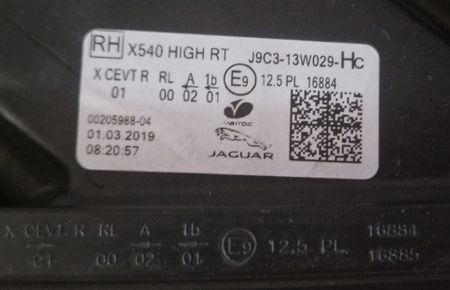 RH X540 HIGH RT J9C3-13W029-Hc
X CEVT R RL A 1b E9 12.5 PL 16884
01 00 02 01
00205988-04
01.03.2019
08:20:57
varroc
JAGUAR
X CEVT R RL A 1b E9 12,5 PL 16884
01 00 02 01 16885